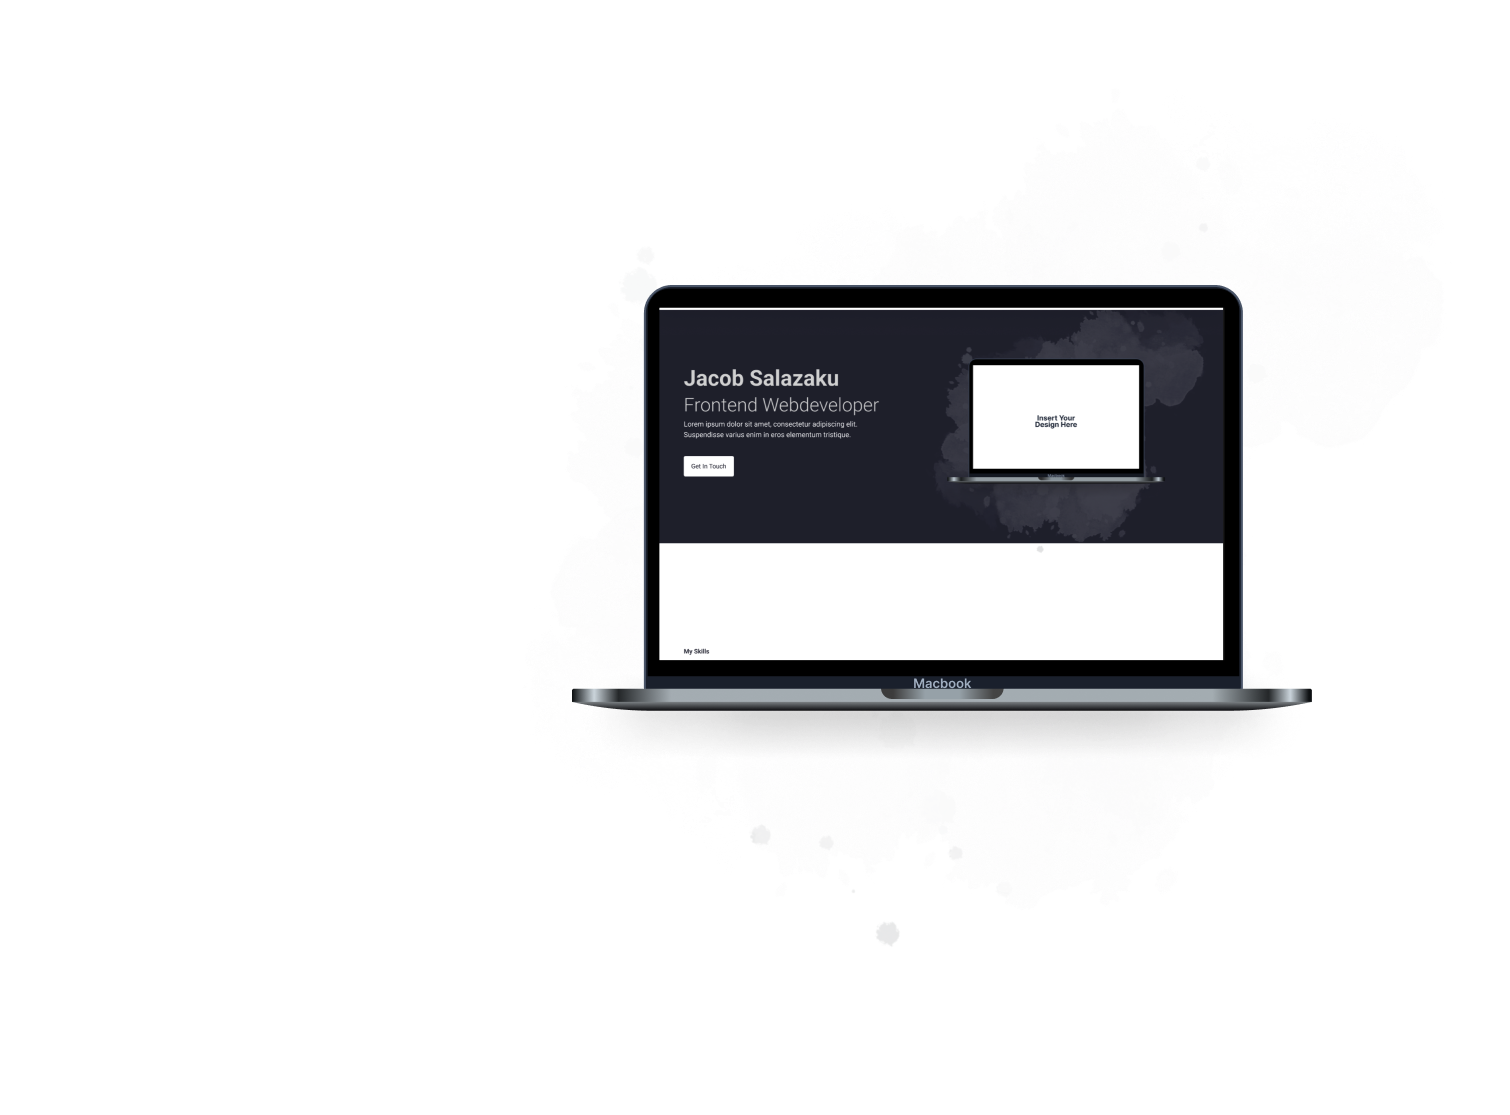 Jacob Salazaku
Frontend Webdeveloper
Lorem ipsum dolor sit amet, consectetur adipiscing elit.
Suspendisse varius enim in eros elementum tristique.
Get In Touch
Insert Your
Design Here
Macbook
My Skills
Macbook